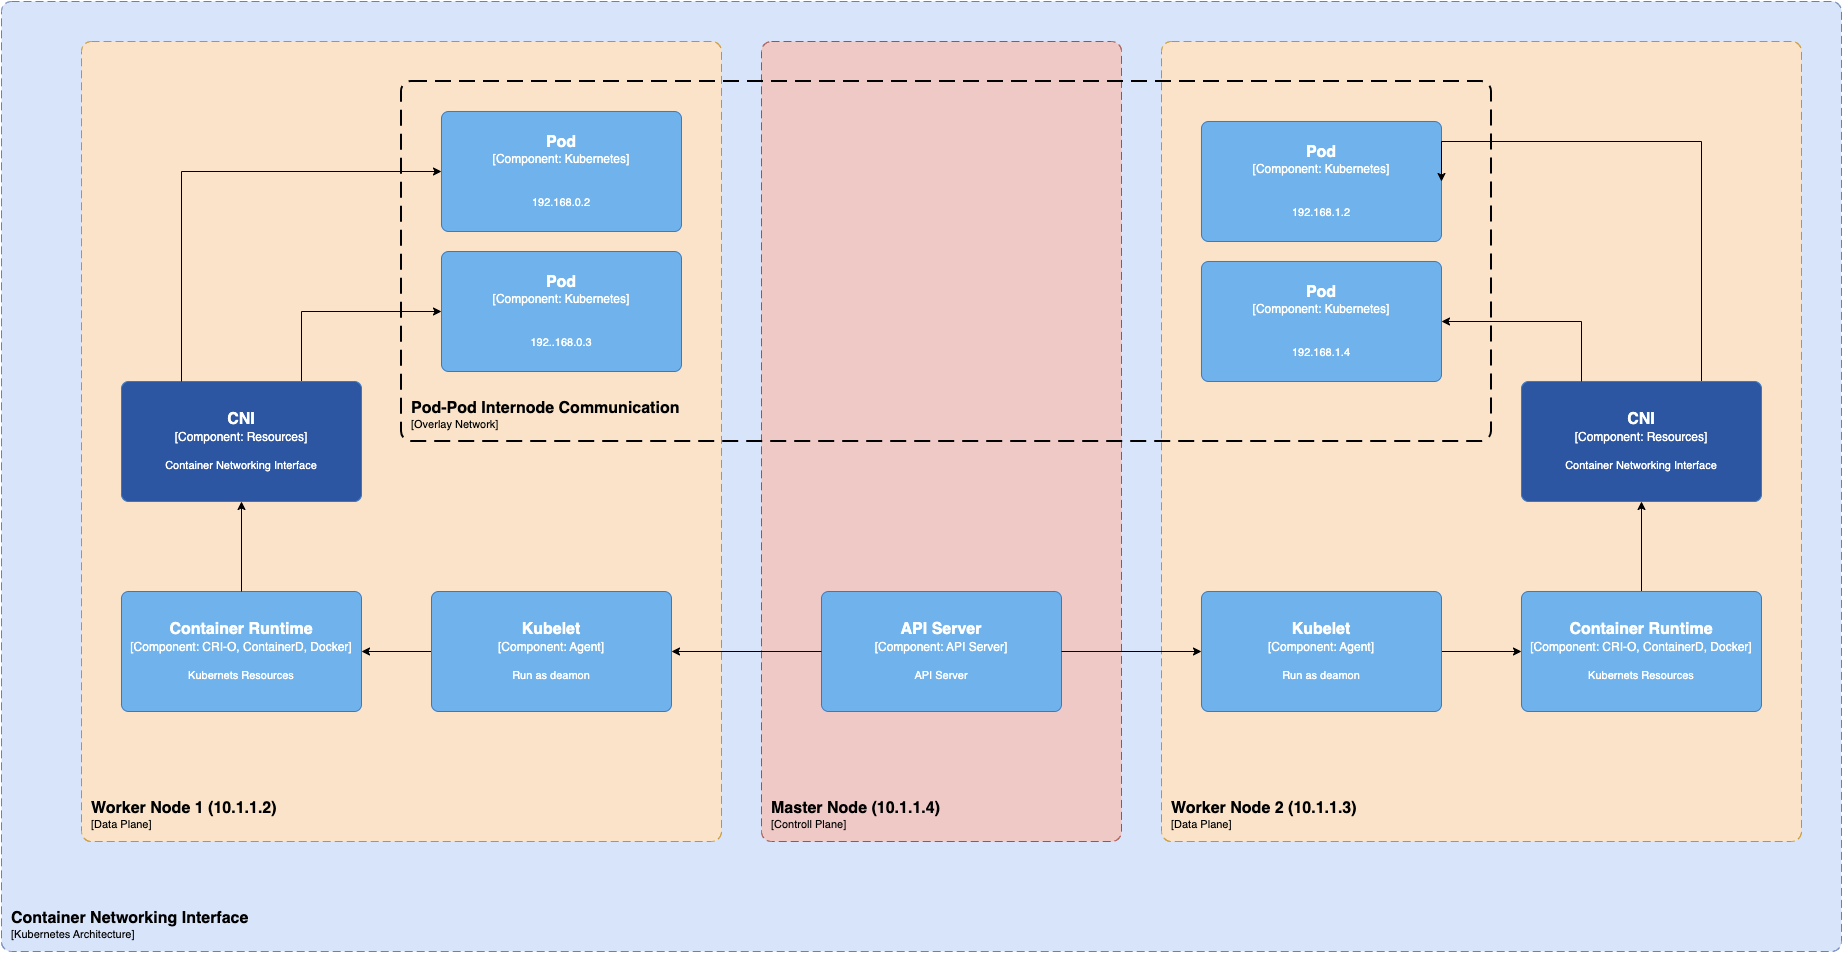 Pod
[Component: Kubernetes]
192.168.0.2
Pod
[Component: Kubernetes]
192..168.0.3
Pod-Pod Internode Communication
[Overlay Network]
Pod
[Component: Kubernetes]
192.168.1.2
Pod
[Component: Kubernetes]
192.168.1.4
CNI
[Component: Resources]
Container Networking Interface
CNI
[Component: Resources]
Container Networking Interface
Container Runtime
[Component: CRI-O, ContainerD, Docker]
Kubernets Resources
Kubelet
[Component: Agent]
Run as deamon
API Server
[Component: API Server]
API Server
Kubelet
[Component: Agent]
Run as deamon
Container Runtime
[Component: CRI-O, ContainerD, Docker]
Kubernets Resources
Worker Node 1 (10.1.1.2)
[Data Plane]
Master Node (10.1.1.4)
[Controll Plane]
Worker Node 2 (10.1.1.3)
[Data Plane]
Container Networking Interface
[Kubernetes Architecture]